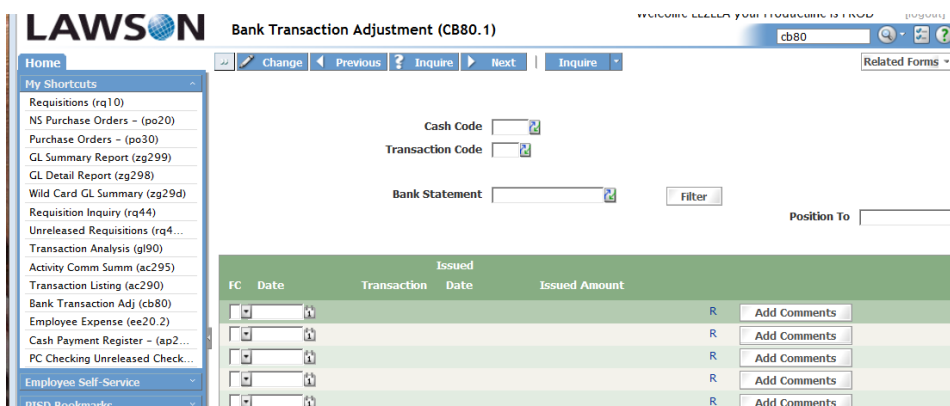 LAWSON
Bank Transaction Adjustment (CB80.1)
your Productline is PROD [logout]
cb80
Home
Change Previous Inquire Next | Inquire
Related Forms
My Shortcuts
Requisitions (rq10)
NS Purchase Orders - (po20)
Purchase Orders - (po30)
GL Summary Report (zg299)
GL Detail Report (zg298)
Wild Card GL Summary (zg29d)
Requisition Inquiry (rq44)
Unreleased Requisitions (rq4...
Transaction Analysis (gl90)
Activity Comm Summ (ac295)
Transaction Listing (ac290)
Bank Transaction Adj (cb80)
Employee Expense (ee20.2)
Cash Payment Register - (ap2...
PC Checking Unreleased Check...
Employee Self-Service
PISD Bookmarks
Cash Code
Transaction Code
Bank Statement
Filter
Position To
Issued
FC Date Transaction Date Issued Amount
R Add Comments
R Add Comments
R Add Comments
R Add Comments
R Add Comments